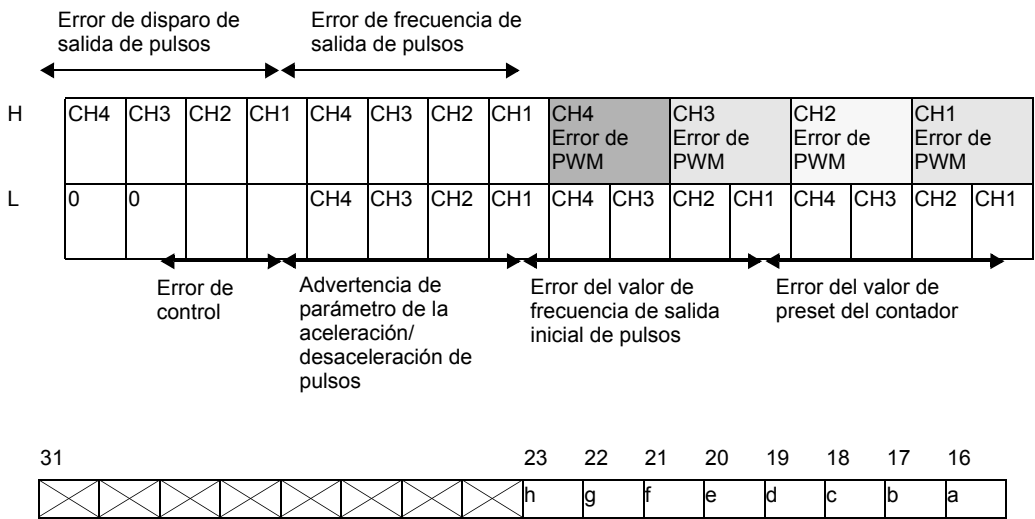 Error de disparo de
salida de pulsos
Error de frecuencia de
salida de pulsos
H
CH4 CH3 CH2 CH1 CH4 CH3 CH2 CH1
CH4
Error de
PWM
CH3
Error de
PWM
CH2
Error de
PWM
CH1
Error de
PWM
L
0 0 CH4 CH3 CH2 CH1 CH4 CH3 CH2 CH1 CH4 CH3 CH2 CH1
Error de
control
Advertencia de
parámetro de la
aceleración/
desaceleración de
pulsos
Error del valor de
frecuencia de salida
inicial de pulsos
Error del valor de
preset del contador
31 23 22 21 20 19 18 17 16
h g f e d c b a